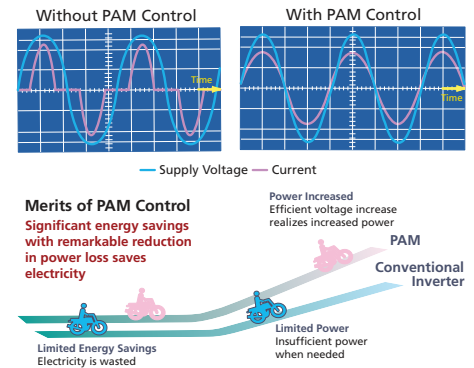 Without PAM Control
With PAM Control
Time
Time
Supply Voltage
Current
Merits of PAM Control
Significant energy savings
with remarkable reduction
in power loss saves
electricity
Power Increased
Efficient voltage increase
realizes increased power
PAM
Conventional
Inverter
Limited Power
Insufficient power
when needed
Limited Energy Savings
Electricity is wasted